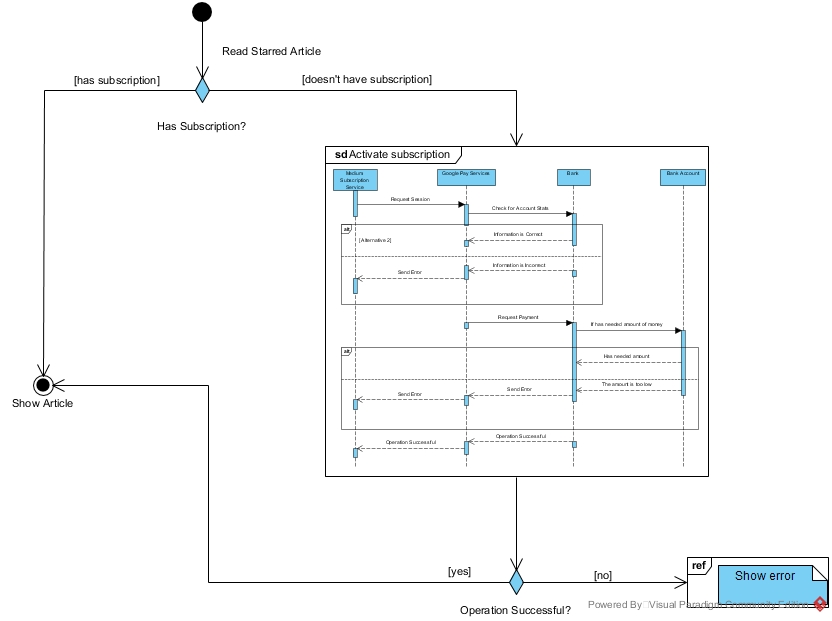 Read Starred Article
[has subscription]
[doesn't have subscription]
Has Subscription?
sd Activate subscription
Medium
Subscription
Service
Google Pay Services
Bank
Bank Account
Request Session
Check for Account Stats
alt
Information is Correct
[Alternative 2]
Information is Incorrect
Send Error
Request Payment
If has needed amount of money
alt
Has needed amount
The amount is too low
Send Error
Send Error
Operation Successful
Operation Successful
Show Article
[yes]
[no]
ref
Show error
Operation Successful?
Powered By Visual Paradigm Community Edition